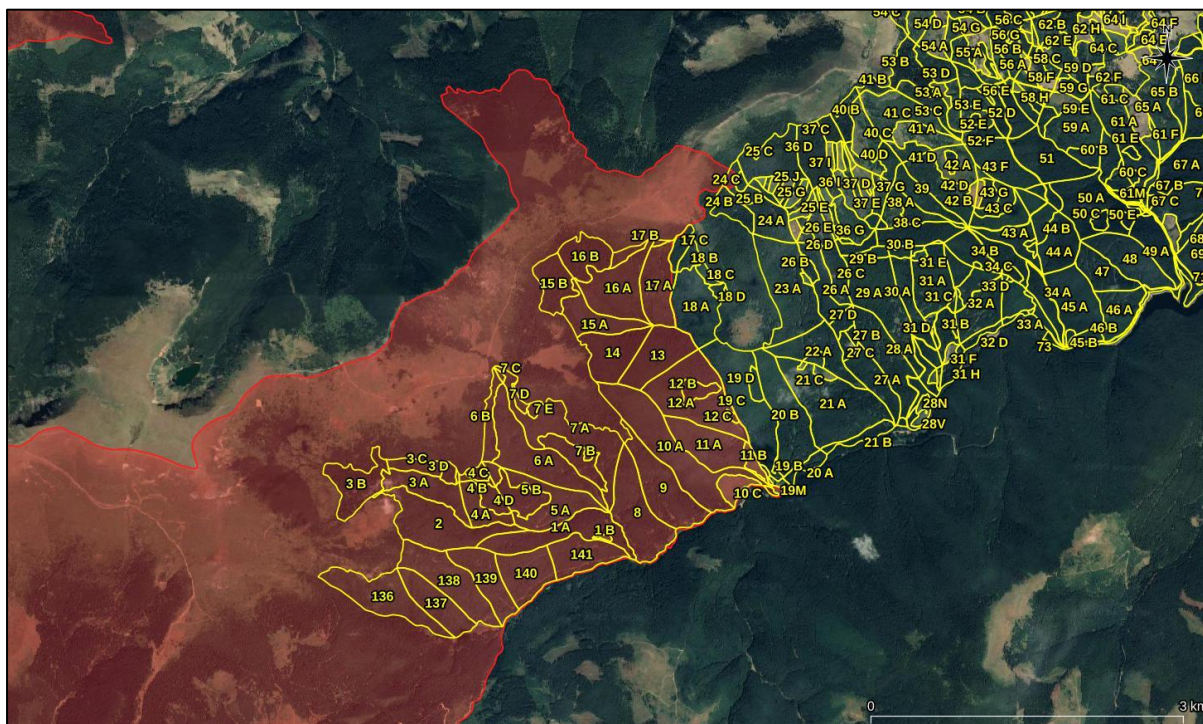 54 C
54 D
54 G
56 C
62 B
62 H
64 I
64 F
56 G
62 E
64 E
N
54 A
55 A
56 B
64 C
53 B
56 A
58 C
59 D
64
53 D
58 F
62 F
66
41 B
56 E
59 G
65 B
53 A
58 H
61 C
40 B
53 E
59 E
65 A
41 C
53 C
52 D
37 C
40 C
41 A
52 E
59 A
61 A
61 E
61 F
25 C
36 D
52 F
60 B
40 D
41 D
37 I
42 A
43 F
51
67 A
24 C
25 J
36 I
37 D
37 G
39
42 D
60 C
67 B
25 G
43 G
61M
24 B
25 B
37 E
38 A
42 B
50 A
67 C
25 E
43 C
50 C
50 E
24 A
38 C
26 E
36 G
44 B
17 B
17 C
43 A
68
26 D
30 B
16 B
18 B
29 B
34 B
44 A
49 A
69
26 B
31 E
48
18 C
26 C
34 C
47
15 B
16 A
17 A
31 A
33 D
23 A
26 A
29 A
30 A
34 A
18 D
31 C
32 A
18 A
45 A
46 A
27 D
15 A
31 B
33 A
31 D
46 B
27 B
32 D
73
45 B
14
13
22 A
27 C
28 A
31 F
7 C
31 H
12 B
19 D
21 C
27 A
7 D
12 A
19 C
21 A
28N
7 E
6 B
12 C
20 B
28V
7 A
10 A
11 A
21 B
7 B
11 B
3 C
6 A
3 D
4 C
19 B
20 A
3 B
3 A
4 B
5 B
9
10 C
19M
4 D
2
4 A
5 A
8
1 A
1 B
141
138
139
140
136
137
0
3 km